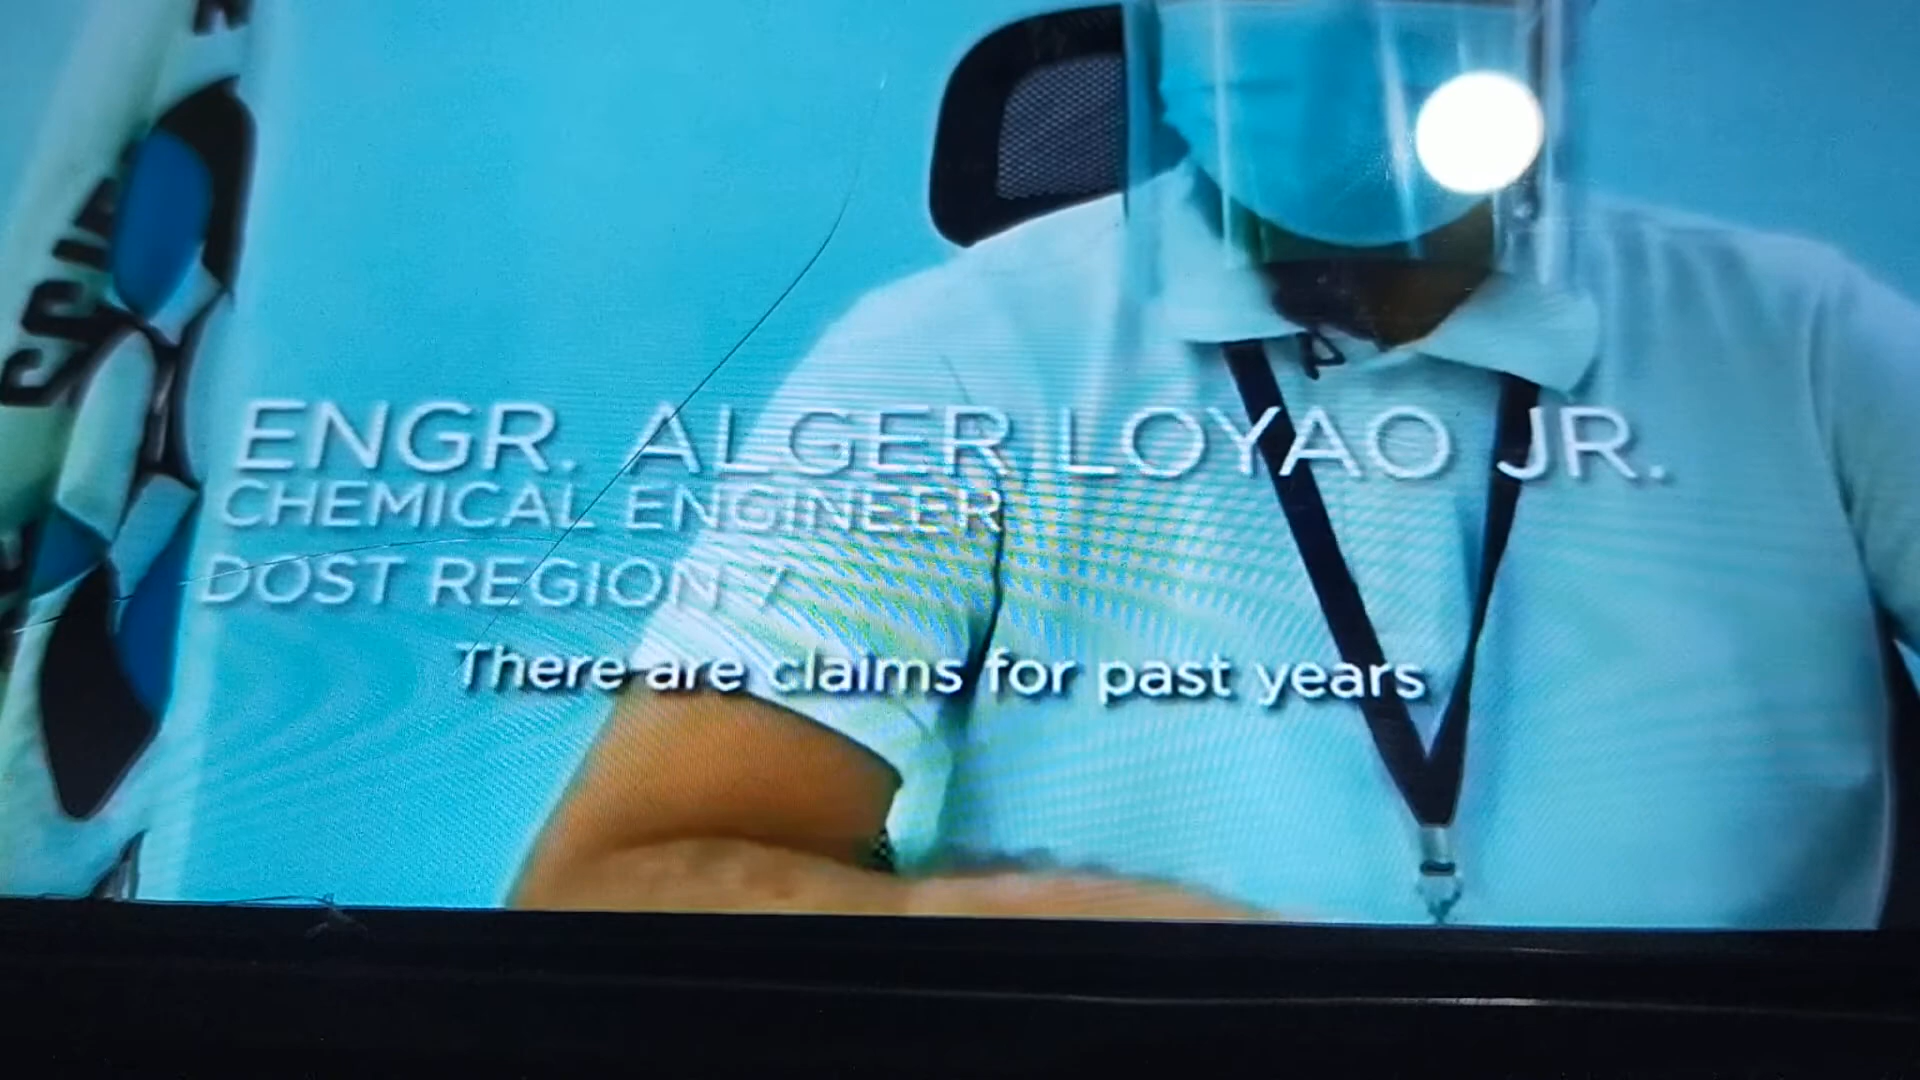 ENGR. ALGER LOYAO JR.
CHEMICAL ENGINEER
DOST REGION 7
There are claims for past years